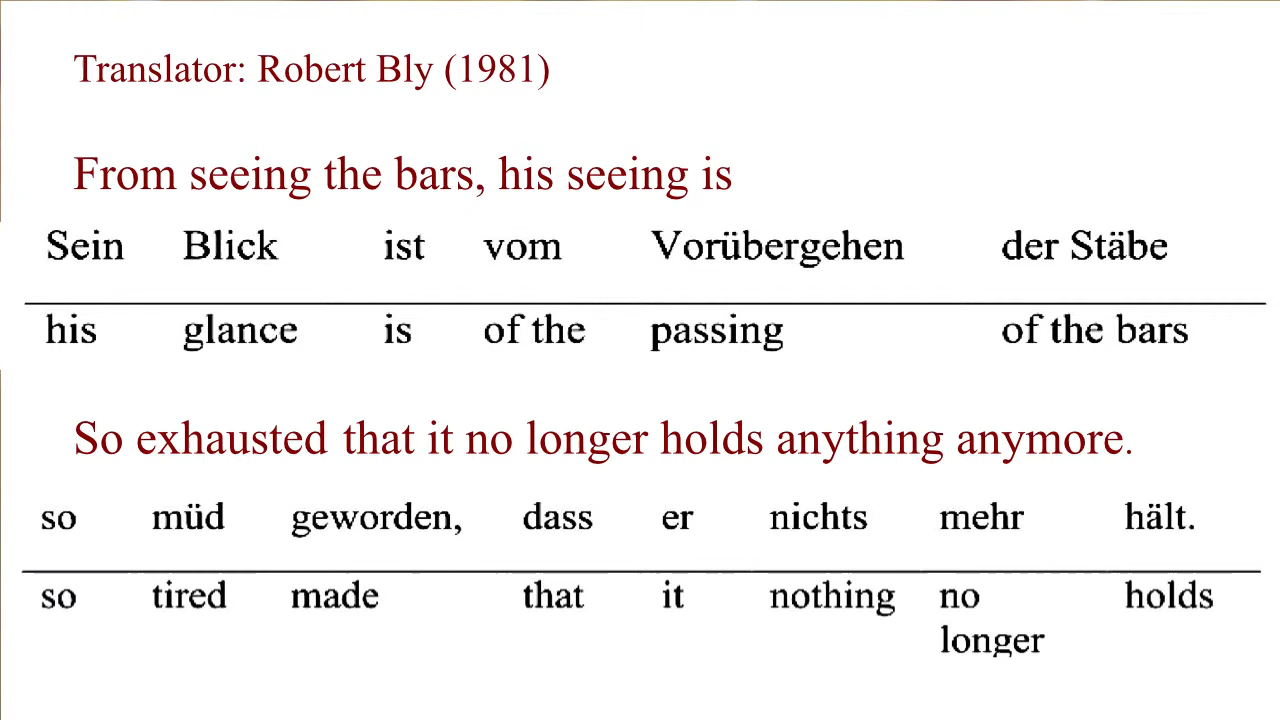 Translator: Robert Bly (1981)
From seeing the bars, his seeing is
Sein Blick ist vom Vorübergehen der Stäbe
his glance is of the passing of the bars
So exhausted that it no longer holds anything anymore.
so müd geworden, dass er nichts mehr hält.
so tired made that it nothing no holds
longer